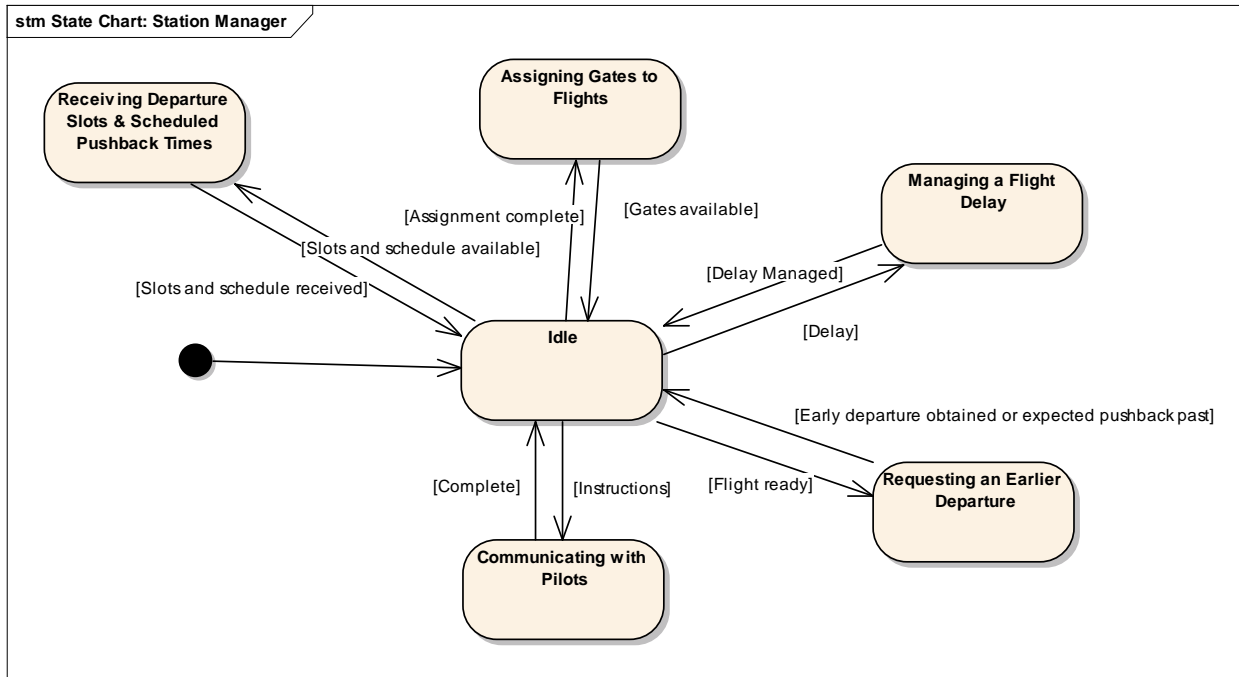 stm State Chart: Station Manager
Receiving Departure
Slots & Scheduled
Pushback Times
Assigning Gates to
Flights
Managing a Flight
Delay
[Assignment complete]
[Gates available]
[Slots and schedule available]
[Delay Managed]
[Slots and schedule received]
[Delay]
Idle
[Early departure obtained or expected pushback past]
[Complete]
[Instructions]
[Flight ready]
Requesting an Earlier
Departure
Communicating with
Pilots